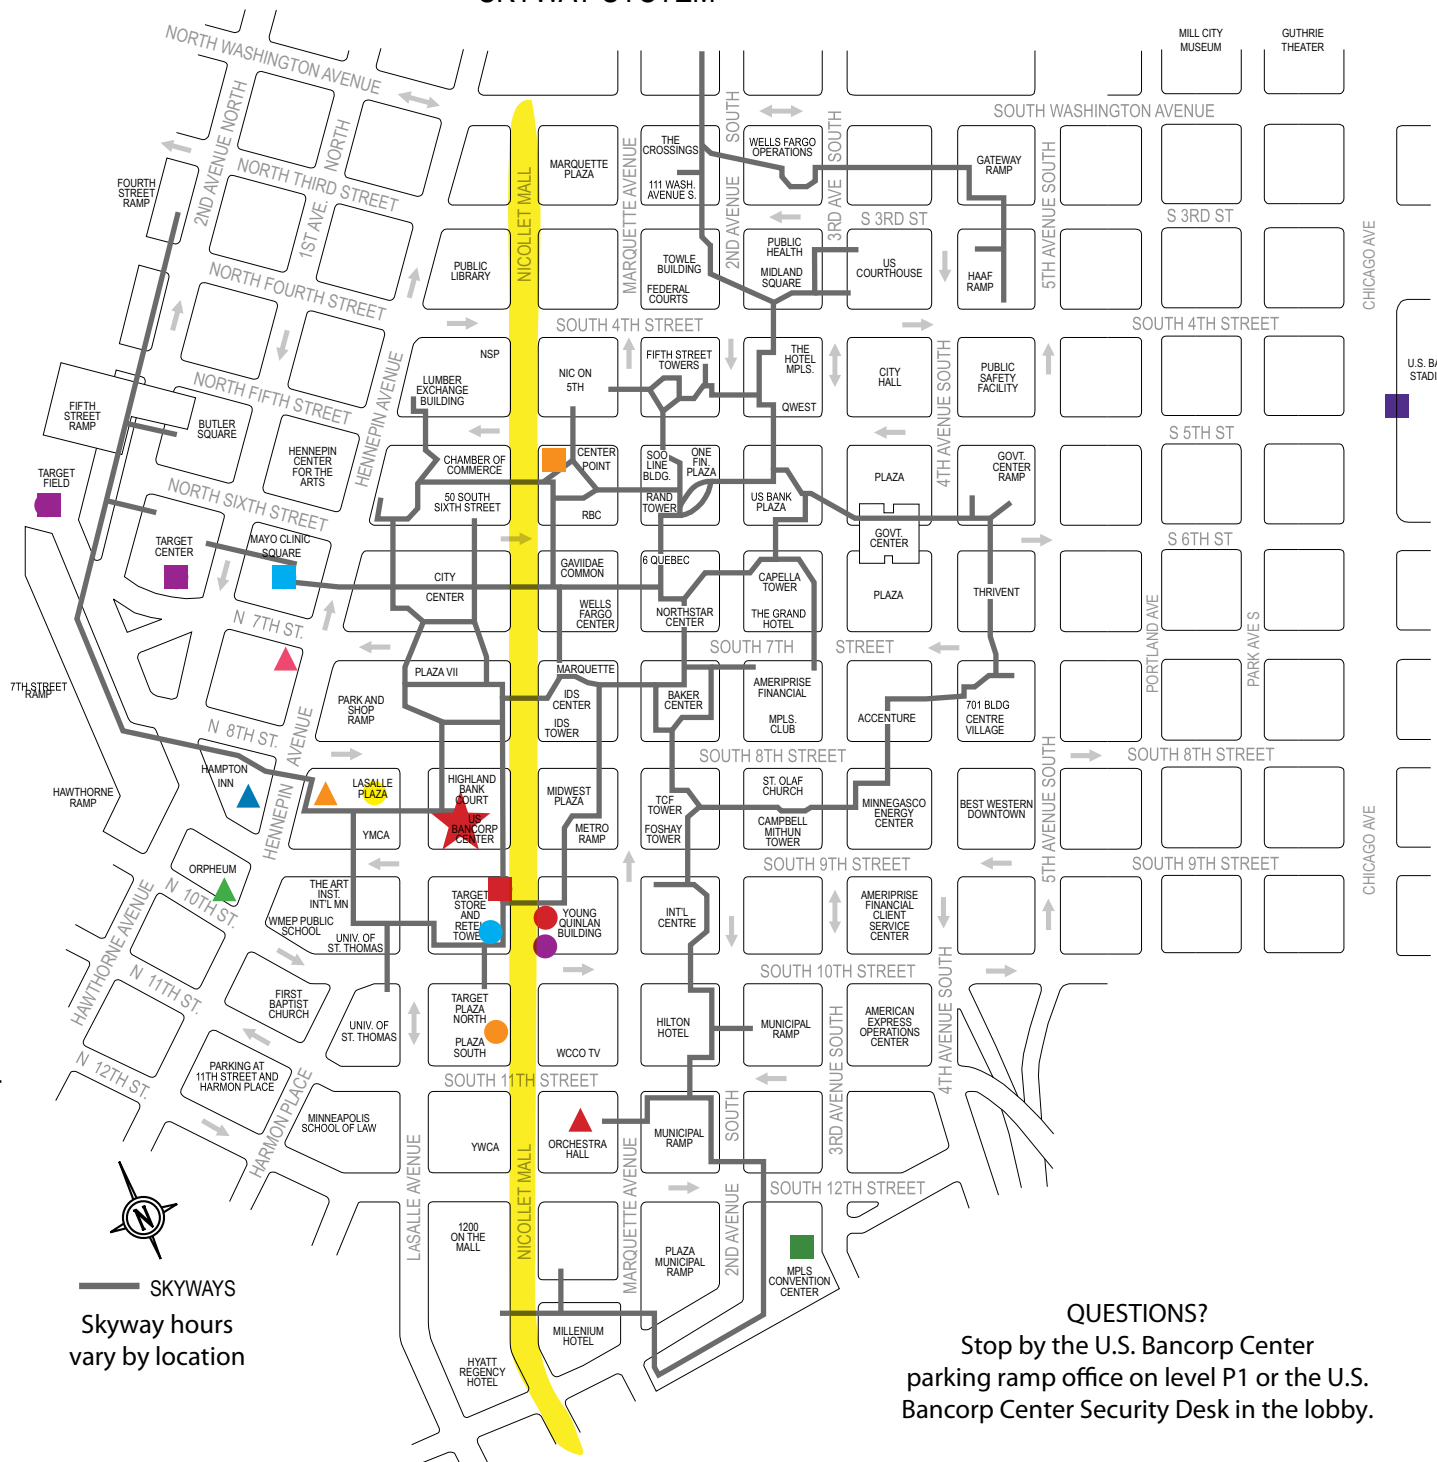 MILL CITY
MUSEUM
GUTHRIE
THEATER
NORTH WASHINGTON AVENUE
SOUTH WASHINGTON AVENUE
2ND AVENUE NORTH
NORTH
1ST AVE.
NORTH THIRD STREET
FOURTH
STREET
RAMP
MARQUETTE
PLAZA
NICOLLET MALL
MARQUETTE AVENUE
THE
CROSSINGS
111 WASH.
AVENUE S.
SOUTH
2ND AVENUE
WELLS FARGO
OPERATIONS
SOUTH
3RD AVE
GATEWAY
RAMP
5TH AVENUE SOUTH
S 3RD ST
S 3RD ST
CHICAGO AVE
NORTH FOURTH STREET
PUBLIC
LIBRARY
TOWLE
BUILDING
FEDERAL
COURTS
PUBLIC
HEALTH
MIDLAND
SQUARE
US
COURTHOUSE
HAAF
RAMP
SOUTH 4TH STREET
SOUTH 4TH STREET
NORTH FIFTH STREET
HENNEPIN AVENUE
NSP
LUMBER
EXCHANGE
BUILDING
NIC ON
5TH
FIFTH STREET
TOWERS
THE
HOTEL
MPLS.
QWEST
CITY
HALL
4TH AVENUE SOUTH
PUBLIC
SAFETY
FACILITY
U.S. BA
STADI
FIFTH
STREET
RAMP
BUTLER
SQUARE
HENNEPIN
CENTER
FOR THE
ARTS
S 5TH ST
TARGET
FIELD
NORTH SIXTH STREET
CHAMBER OF
COMMERCE
50 SOUTH
SIXTH STREET
CENTER
POINT
RBC
SOO
LINE
BLDG.
RAND
TOWER
ONE
FIN.
PLAZA
US BANK
PLAZA
PLAZA
GOVT.
CENTER
RAMP
GOVT.
CENTER
S 6TH ST
TARGET
CENTER
MAYO CLINIC
SQUARE
CITY
CENTER
GAVIIDAE
COMMON
WELLS
FARGO
CENTER
6 QUEBEC
NORTHSTAR
CENTER
CAPELLA
TOWER
THE GRAND
HOTEL
PLAZA
THRIVENT
PORTLAND AVE
PARK AVE S
N 7TH ST.
SOUTH 7TH
STREET
7TH STREET
RAMP
PLAZA VII
PARK AND
SHOP
RAMP
MARQUETTE
IDS
CENTER
IDS
TOWER
BAKER
CENTER
AMERIPRISE
FINANCIAL
MPLS.
CLUB
ACCENTURE
701 BLDG
CENTRE
VILLAGE
N 8TH ST.
HENNEPIN AVENUE
SOUTH 8TH STREET
SOUTH 8TH STREET
5TH AVENUE SOUTH
HAWTHORNE
RAMP
HAMPTON
INN
LASALLE
PLAZA
YMCA
HIGHLAND
BANK
COURT
US
BANCORP
CENTER
MIDWEST
PLAZA
METRO
RAMP
TCF
TOWER
FOSHAY
TOWER
ST. OLAF
CHURCH
CAMPBELL
MITHUN
TOWER
MINNEGASCO
ENERGY
CENTER
BEST WESTERN
DOWNTOWN
CHICAGO AVE
SOUTH 9TH STREET
SOUTH 9TH STREET
ORPHEUM
N 10TH ST.
HAWTHORNE AVENUE
THE ART
INST.
INT'L MN
WMEP PUBLIC
SCHOOL
UNIV. OF
ST. THOMAS
TARGET
STORE
AND
RETEK
TOWER
YOUNG
QUINLAN
BUILDING
INT'L
CENTRE
AMERIPRISE
FINANCIAL
CLIENT
SERVICE
CENTER
SOUTH 10TH STREET
4TH AVENUE SOUTH
N 11TH ST.
FIRST
BAPTIST
CHURCH
UNIV. OF
ST. THOMAS
TARGET
PLAZA
NORTH
PLAZA
SOUTH
WCCO TV
HILTON
HOTEL
MUNICIPAL
RAMP
3RD AVENUE SOUTH
AMERICAN
EXPRESS
OPERATIONS
CENTER
N 12TH ST.
PARKING AT
11TH STREET AND
HARMON PLACE
HARMON PLACE
SOUTH 11TH STREET
MINNEAPOLIS
SCHOOL OF LAW
LASALLE AVENUE
YWCA
NICOLLET MALL
ORCHESTRA
HALL
MARQUETTE AVENUE
MUNICIPAL
RAMP
SOUTH
2ND AVENUE
SOUTH 12TH STREET
N
1200
ON THE
MALL
PLAZA
MUNICIPAL
RAMP
MPLS
CONVENTION
CENTER
SKYWAYS
Skyway hours
vary by location
MILLENIUM
HOTEL
HYATT
REGENCY
HOTEL
QUESTIONS?
Stop by the U.S. Bancorp Center
parking ramp office on level P1 or the U.S.
Bancorp Center Security Desk in the lobby.